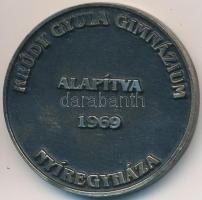 KRÚDY GYULA GIMNÁZIUM
ALAPÍTVA
darabanth
1969
NYÍREGYHÁZA